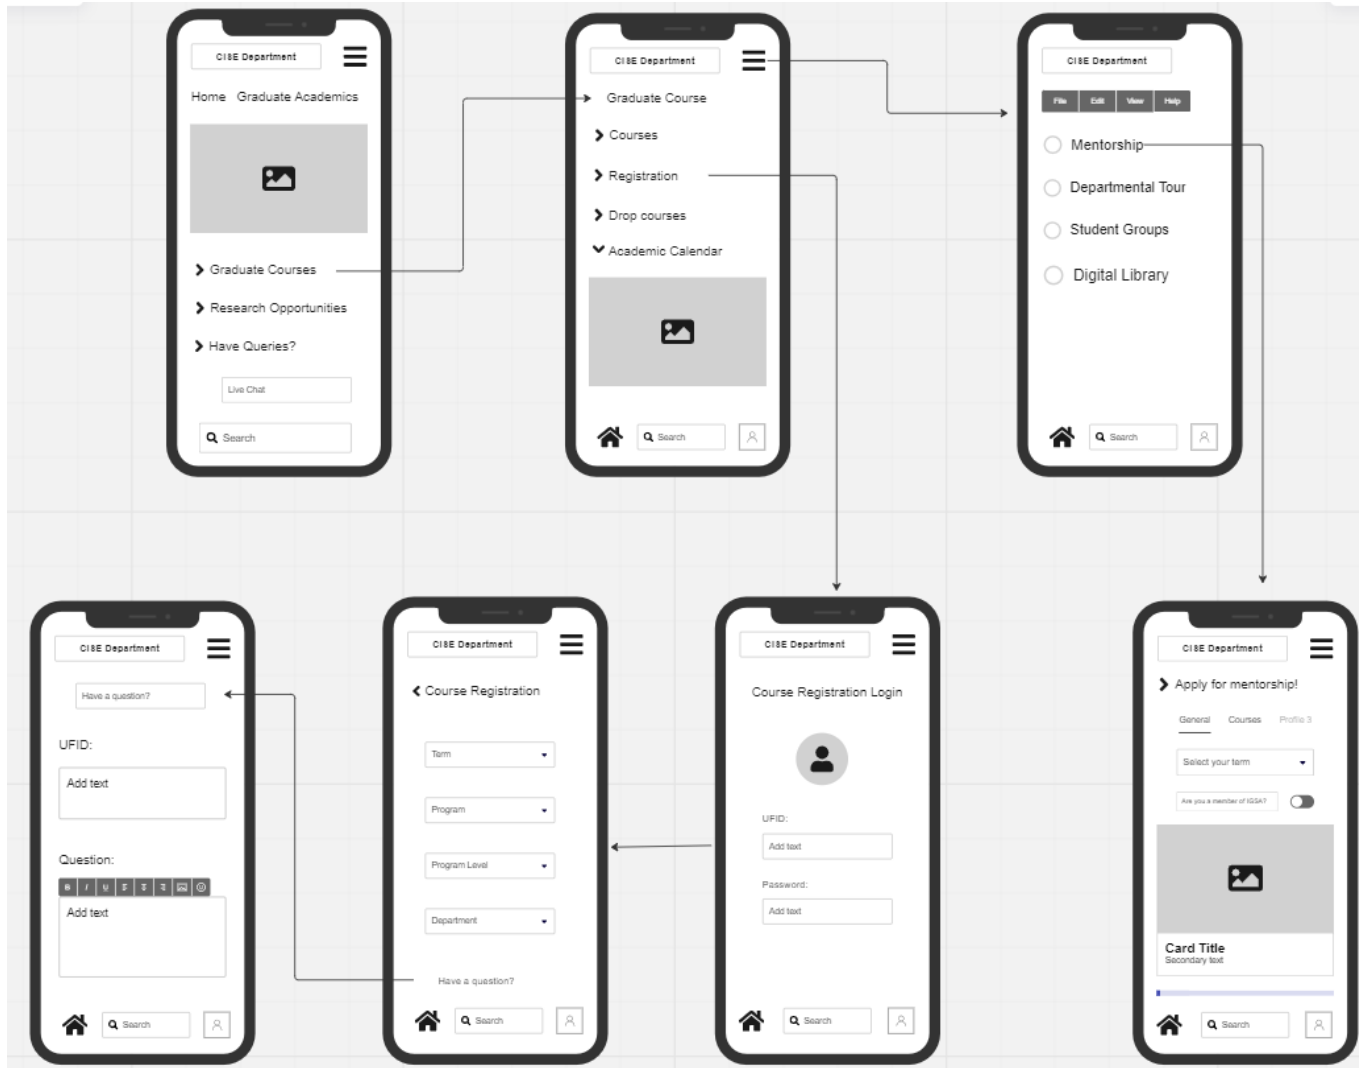 CISE Department
Home Graduate Academics
Graduate Courses
Research Opportunities
Have Queries?
Live Chat
Search
CISE Department
Graduate Course
Courses
Registration
Drop courses
Academic Calendar
Search
CISE Department
File Edit View Help
Mentorship
Departmental Tour
Student Groups
Digital Library
Search
CISE Department
Have a question?
UFID:
Add text
Question:
B I U
Add text
Search
CISE Department
Course Registration
Term
Program
Program Level
Department
Have a question?
Search
CISE Department
Course Registration Login
UFID:
Add text
Password:
Add text
Search
CISE Department
Apply for mentorship!
General Courses Profile 3
Select your term
Are you a member of IGSA?
Card Title
Secondary text
Search